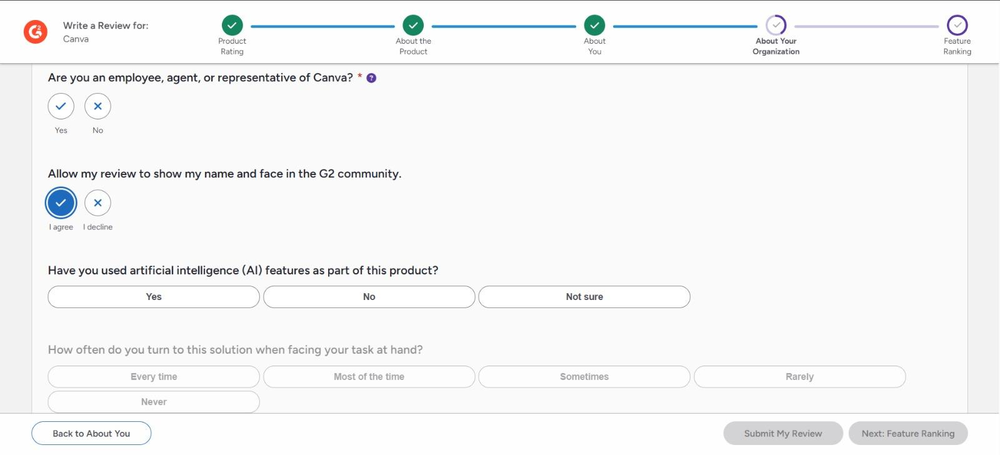 Write a Review for:
Canva
Product
Rating
About the
Product
About
You
About Your
Organization
Feature
Ranking
Are you an employee, agent, or representative of Canva? * ?
Yes
No
Allow my review to show my name and face in the G2 community.
I agree
I decline
Have you used artificial intelligence (AI) features as part of this product?
Yes
No
Not sure
How often do you turn to this solution when facing your task at hand?
Every time
Most of the time
Sometimes
Rarely
Never
Back to About You
Submit My Review
Next: Feature Ranking